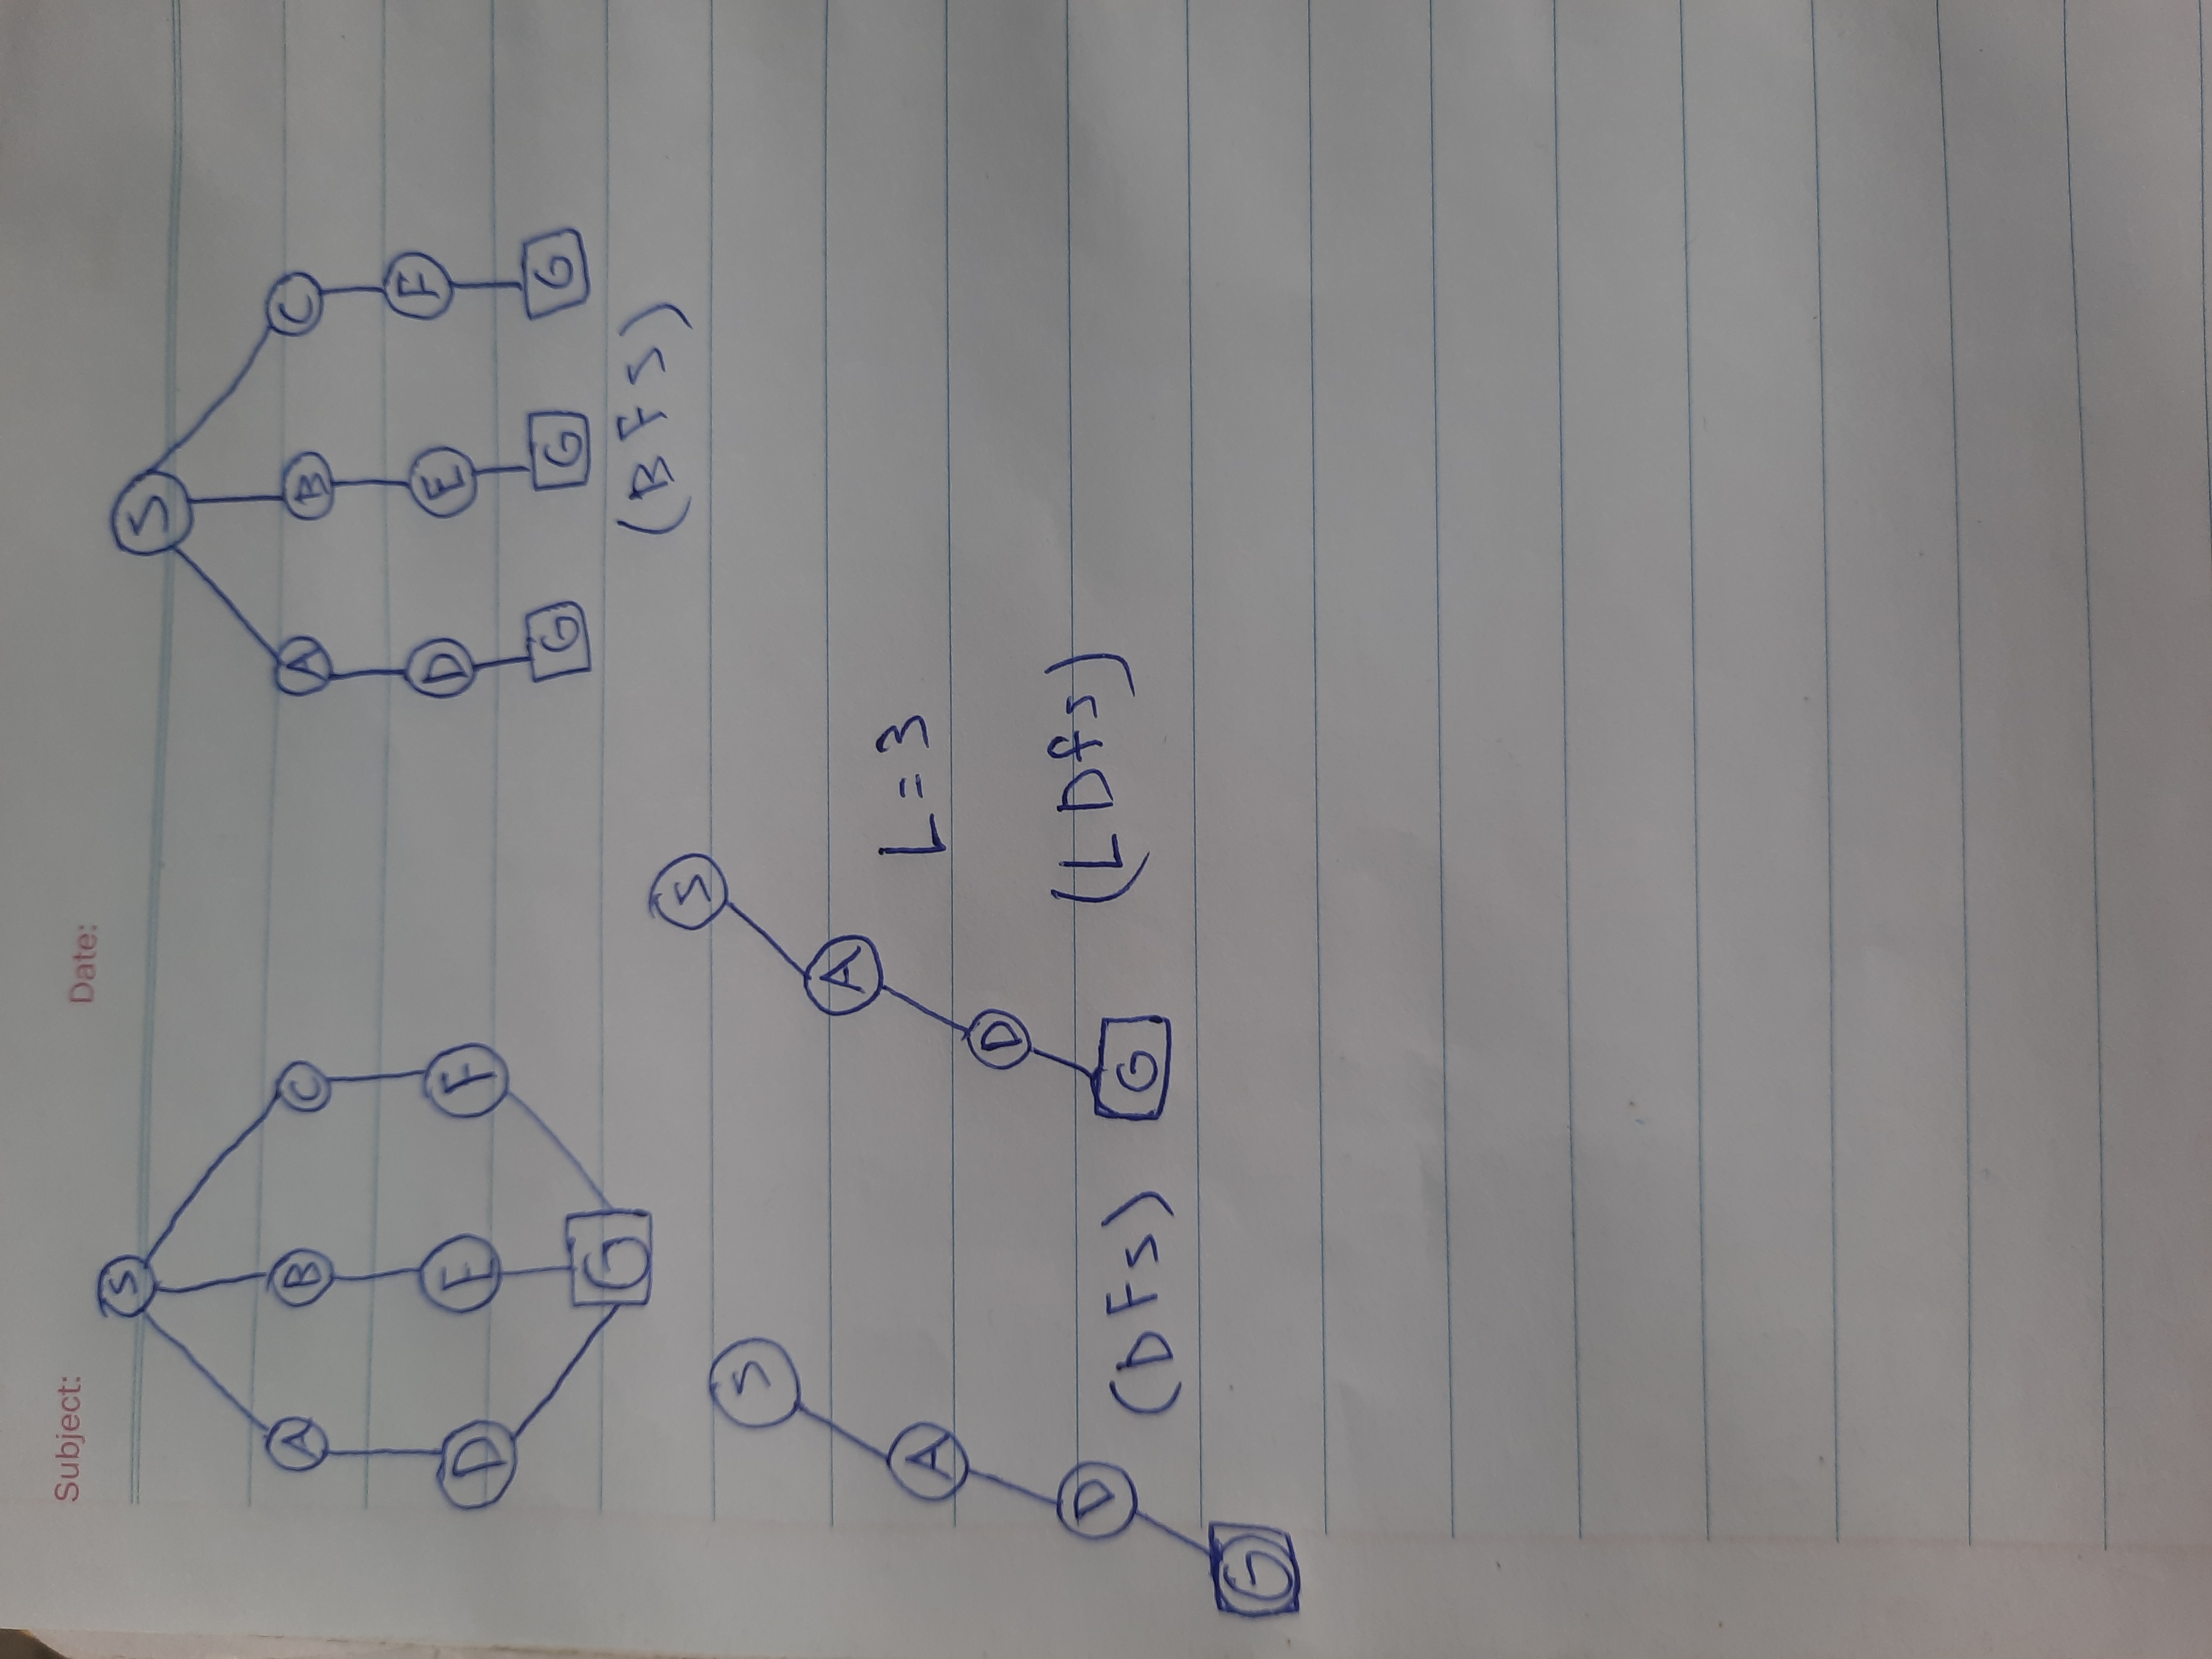 Subject: Date:
S
A B C
D E F
G
S
A B C
D E F
G G G
(BFS)
S
A
D
G
(DFs)
S
A
D
G
L=3
(LDfs)